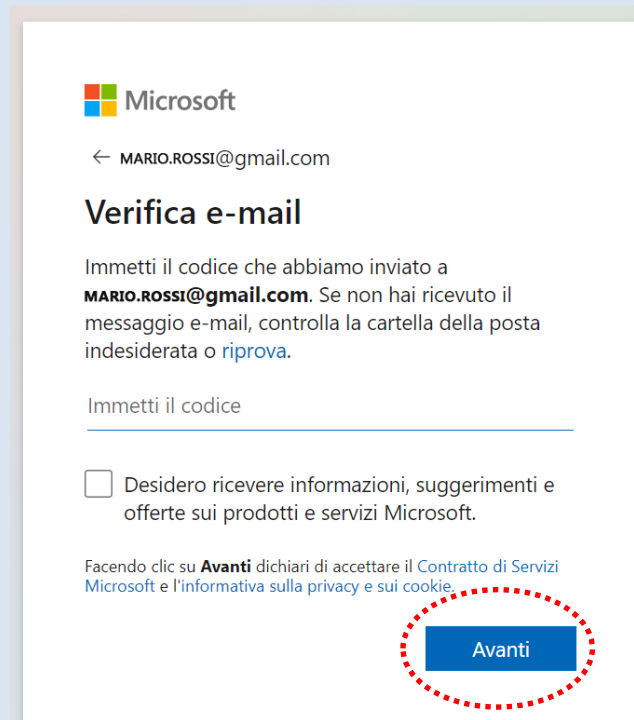 Microsoft
← MARIO.ROSSI@gmail.com
Verifica e-mail
Immetti il codice che abbiamo inviato a
MARIO.ROSSI@gmail.com. Se non hai ricevuto il
messaggio e-mail, controlla la cartella della posta
indesiderata o riprova.
Immetti il codice
Desidero ricevere informazioni, suggerimenti e
offerte sui prodotti e servizi Microsoft.
Facendo clic su Avanti dichiari di accettare il Contratto di Servizi
Microsoft e l'informativa sulla privacy e sui cookie.
Avanti